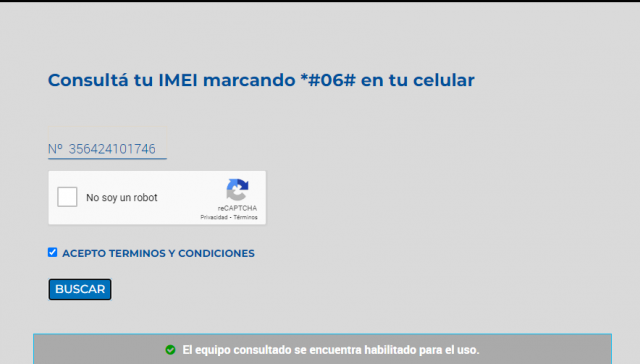 Consultá tu IMEI marcando *#06# en tu celular
Nº 356424101746
No soy un robot
reCAPTCHA
Privacidad - Términos
ACEPTO TERMINOS Y CONDICIONES
BUSCAR
El equipo consultado se encuentra habilitado para el uso.